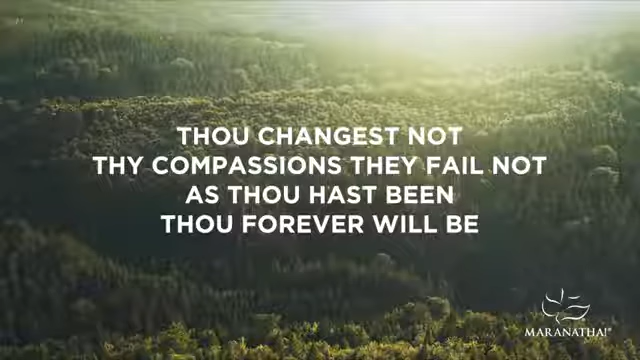 THOU CHANGEST NOT
THY COMPASSIONS THEY FAIL NOT
AS THOU HAST BEEN
THOU FOREVER WILL BE
MARANATHA!®